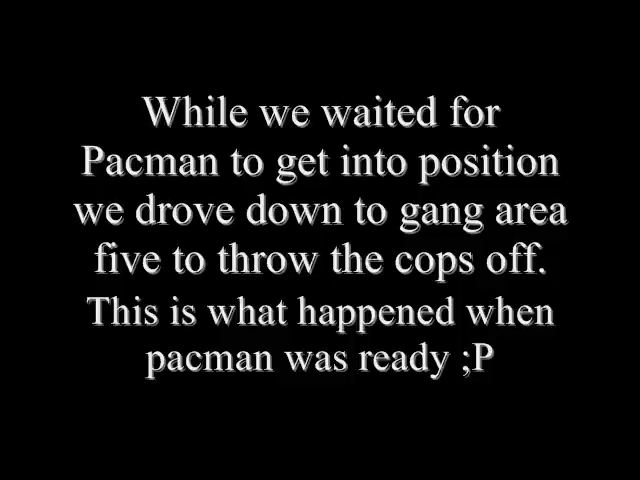 While we waited for
Pacman to get into position
we drove down to gang area
five to throw the cops off.
This is what happened when
pacman was ready ;P